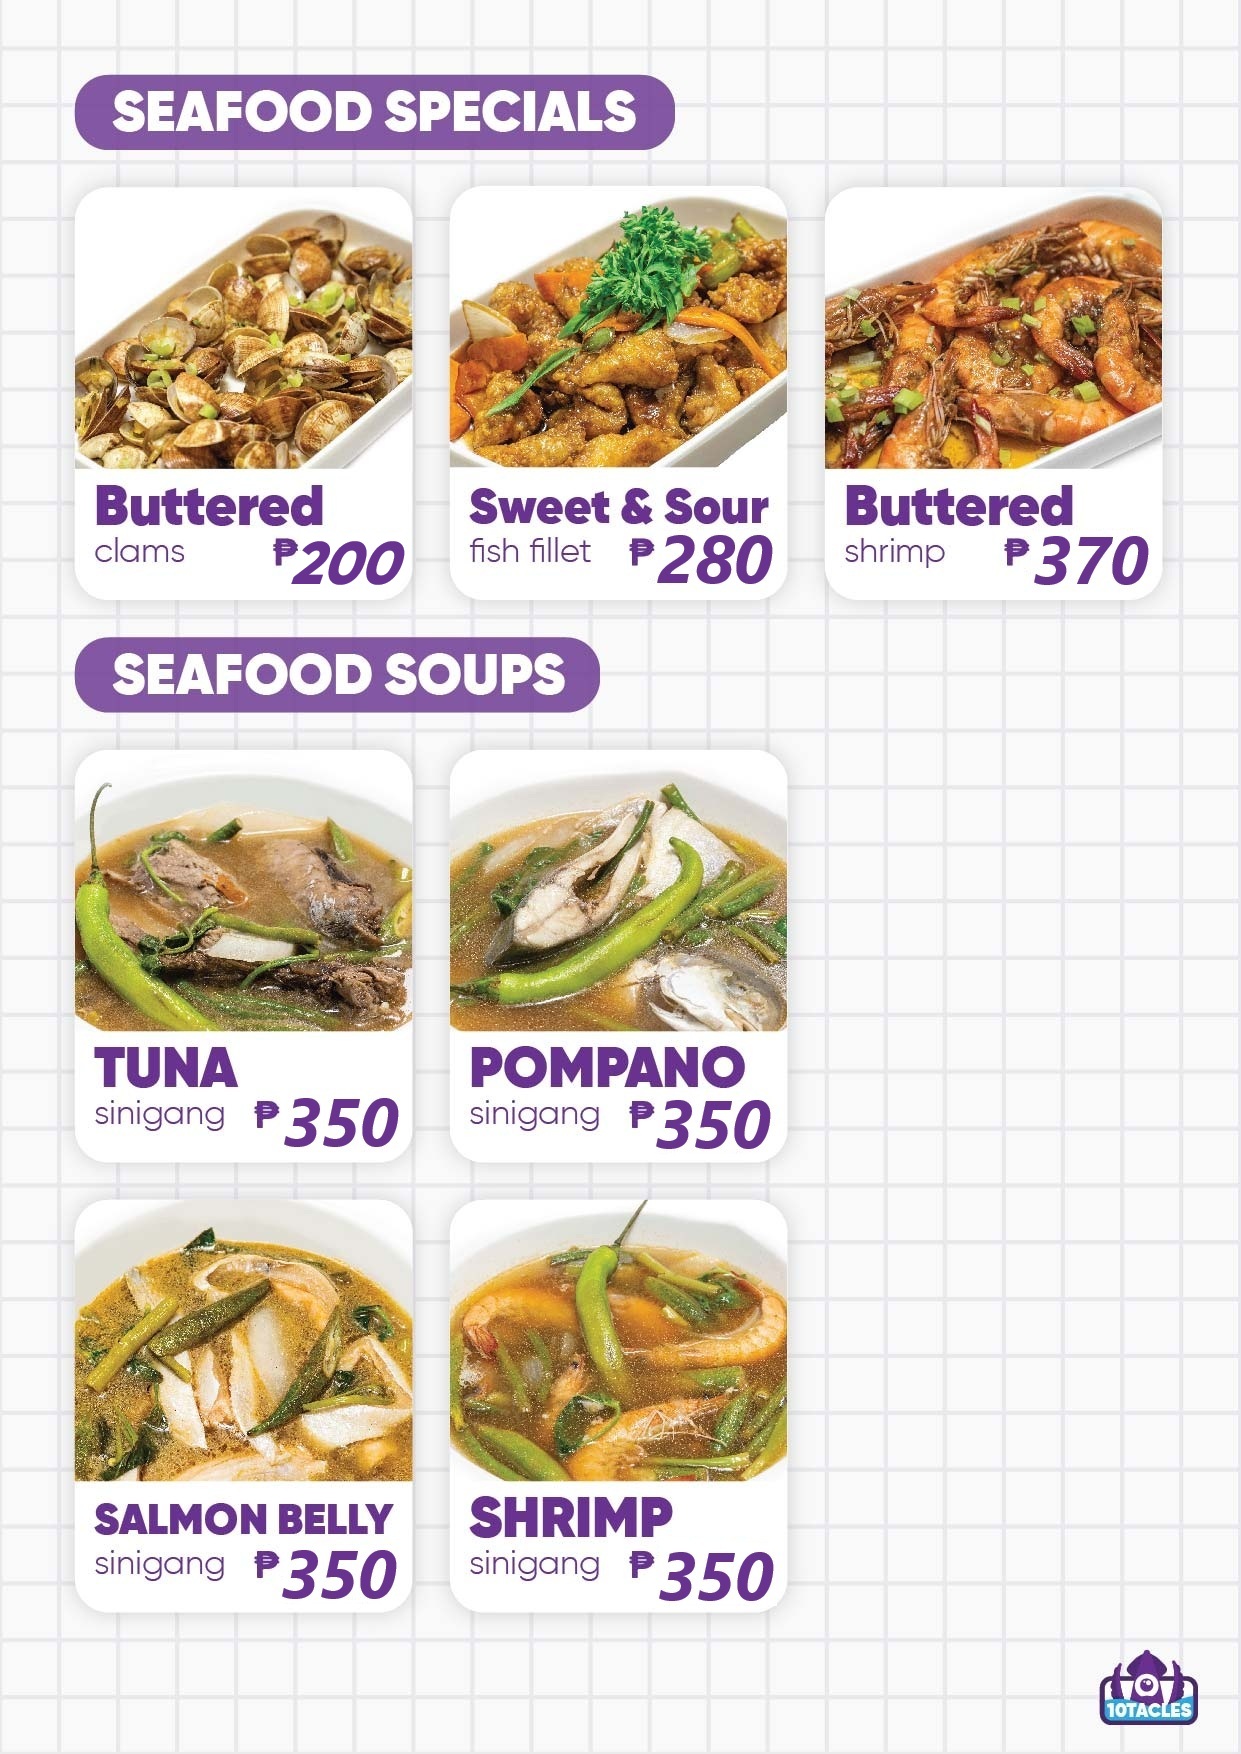 SEAFOOD SPECIALS
Buttered
clams ₱200
Sweet & Sour
fish fillet ₱280
Buttered
shrimp ₱370
SEAFOOD SOUPS
TUNA
sinigang ₱350
POMPANO
sinigang ₱350
SALMON BELLY
sinigang ₱350
SHRIMP
sinigang ₱350
10TACLES